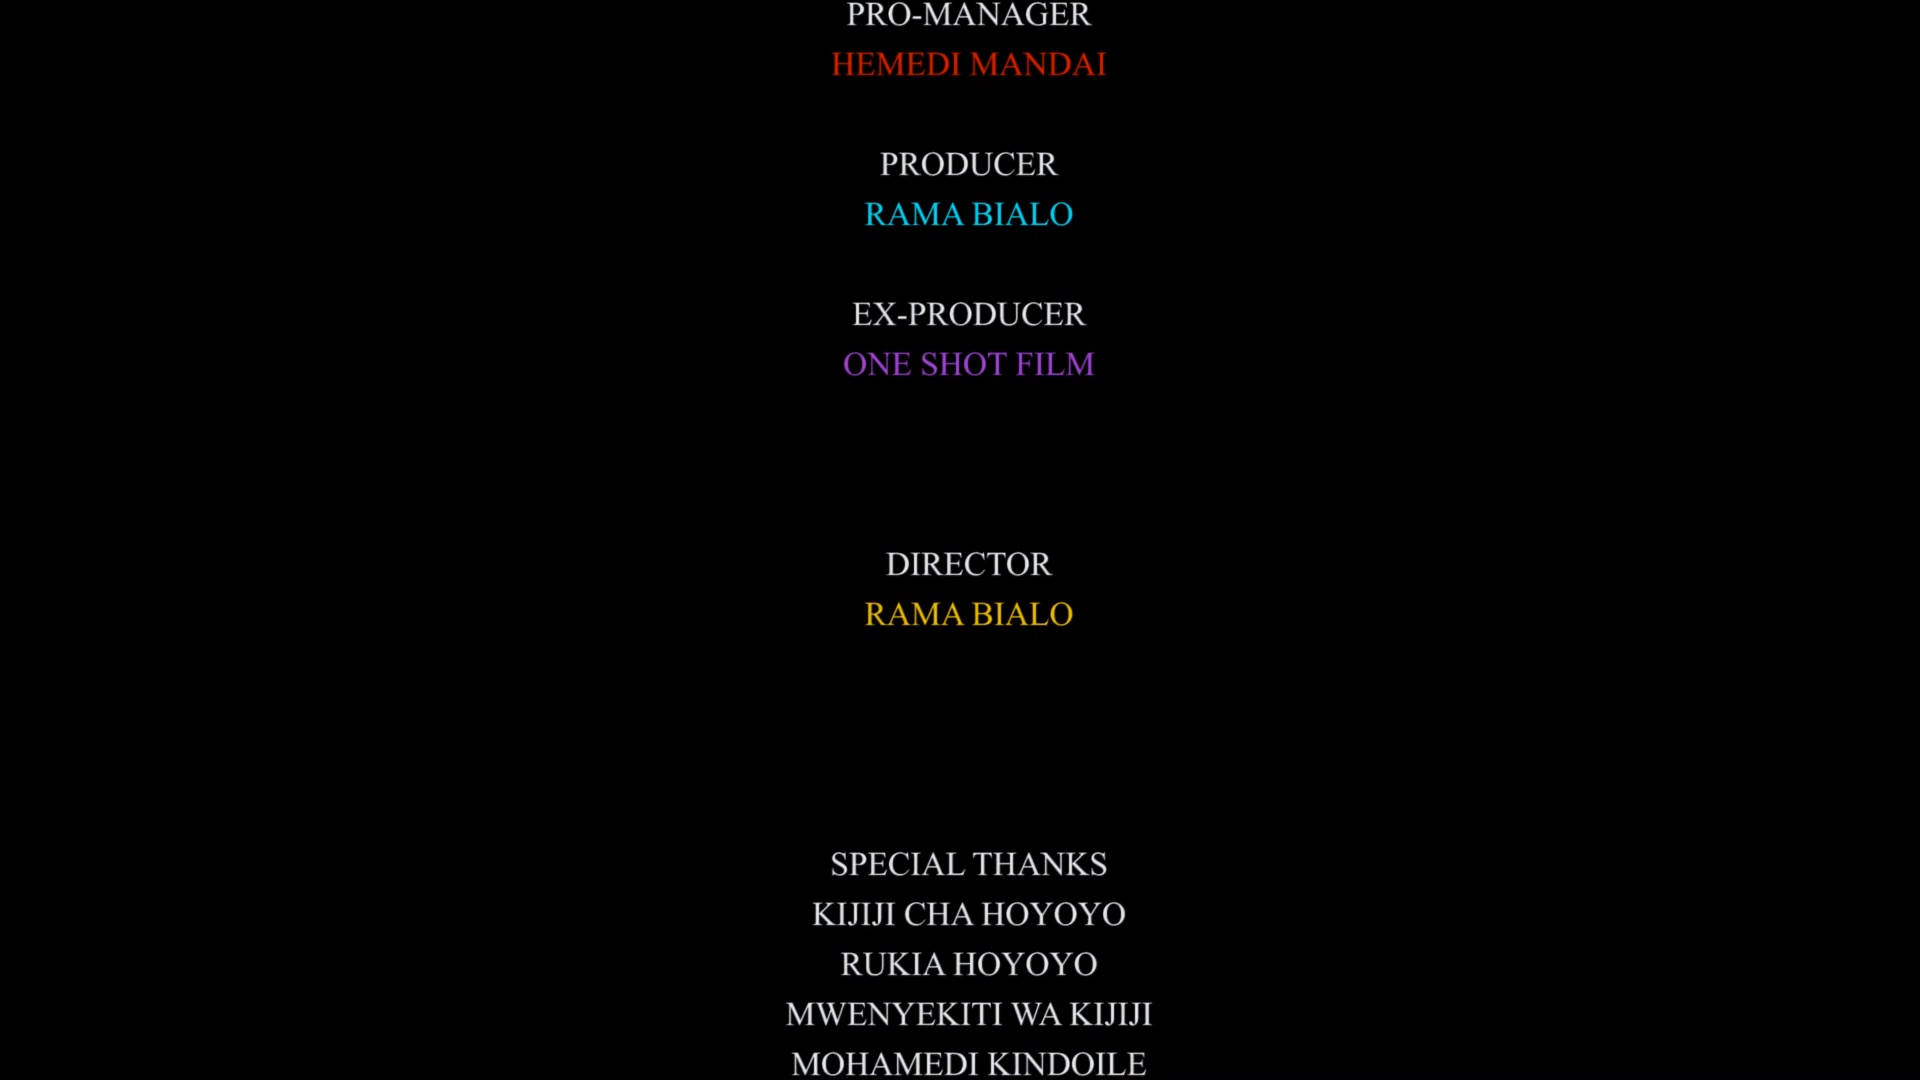 PRO-MANAGER
HEMEDI MANDAI
PRODUCER
RAMA BIALO
EX-PRODUCER
ONE SHOT FILM
DIRECTOR
RAMA BIALO
SPECIAL THANKS
KIJIJI CHA HOYOYO
RUKIA HOYOYO
MWENYEKITI WA KIJIJI
MOHAMEDI KINDOILE